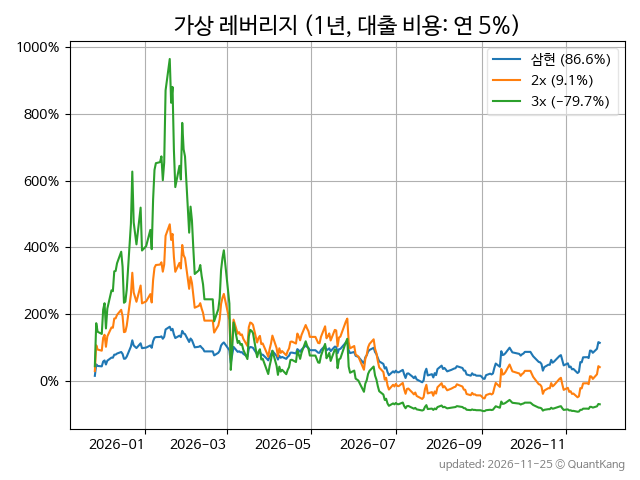 가상 레버리지 (1년, 대출 비용: 연 5%)
1000%
800%
600%
400%
200%
0%
삼현 (86.6%)
2x (9.1%)
3x (−79.7%)
2026-01 2026-03 2026-05 2026-07 2026-09 2026-11
updated: 2026-11-25 © QuantKang